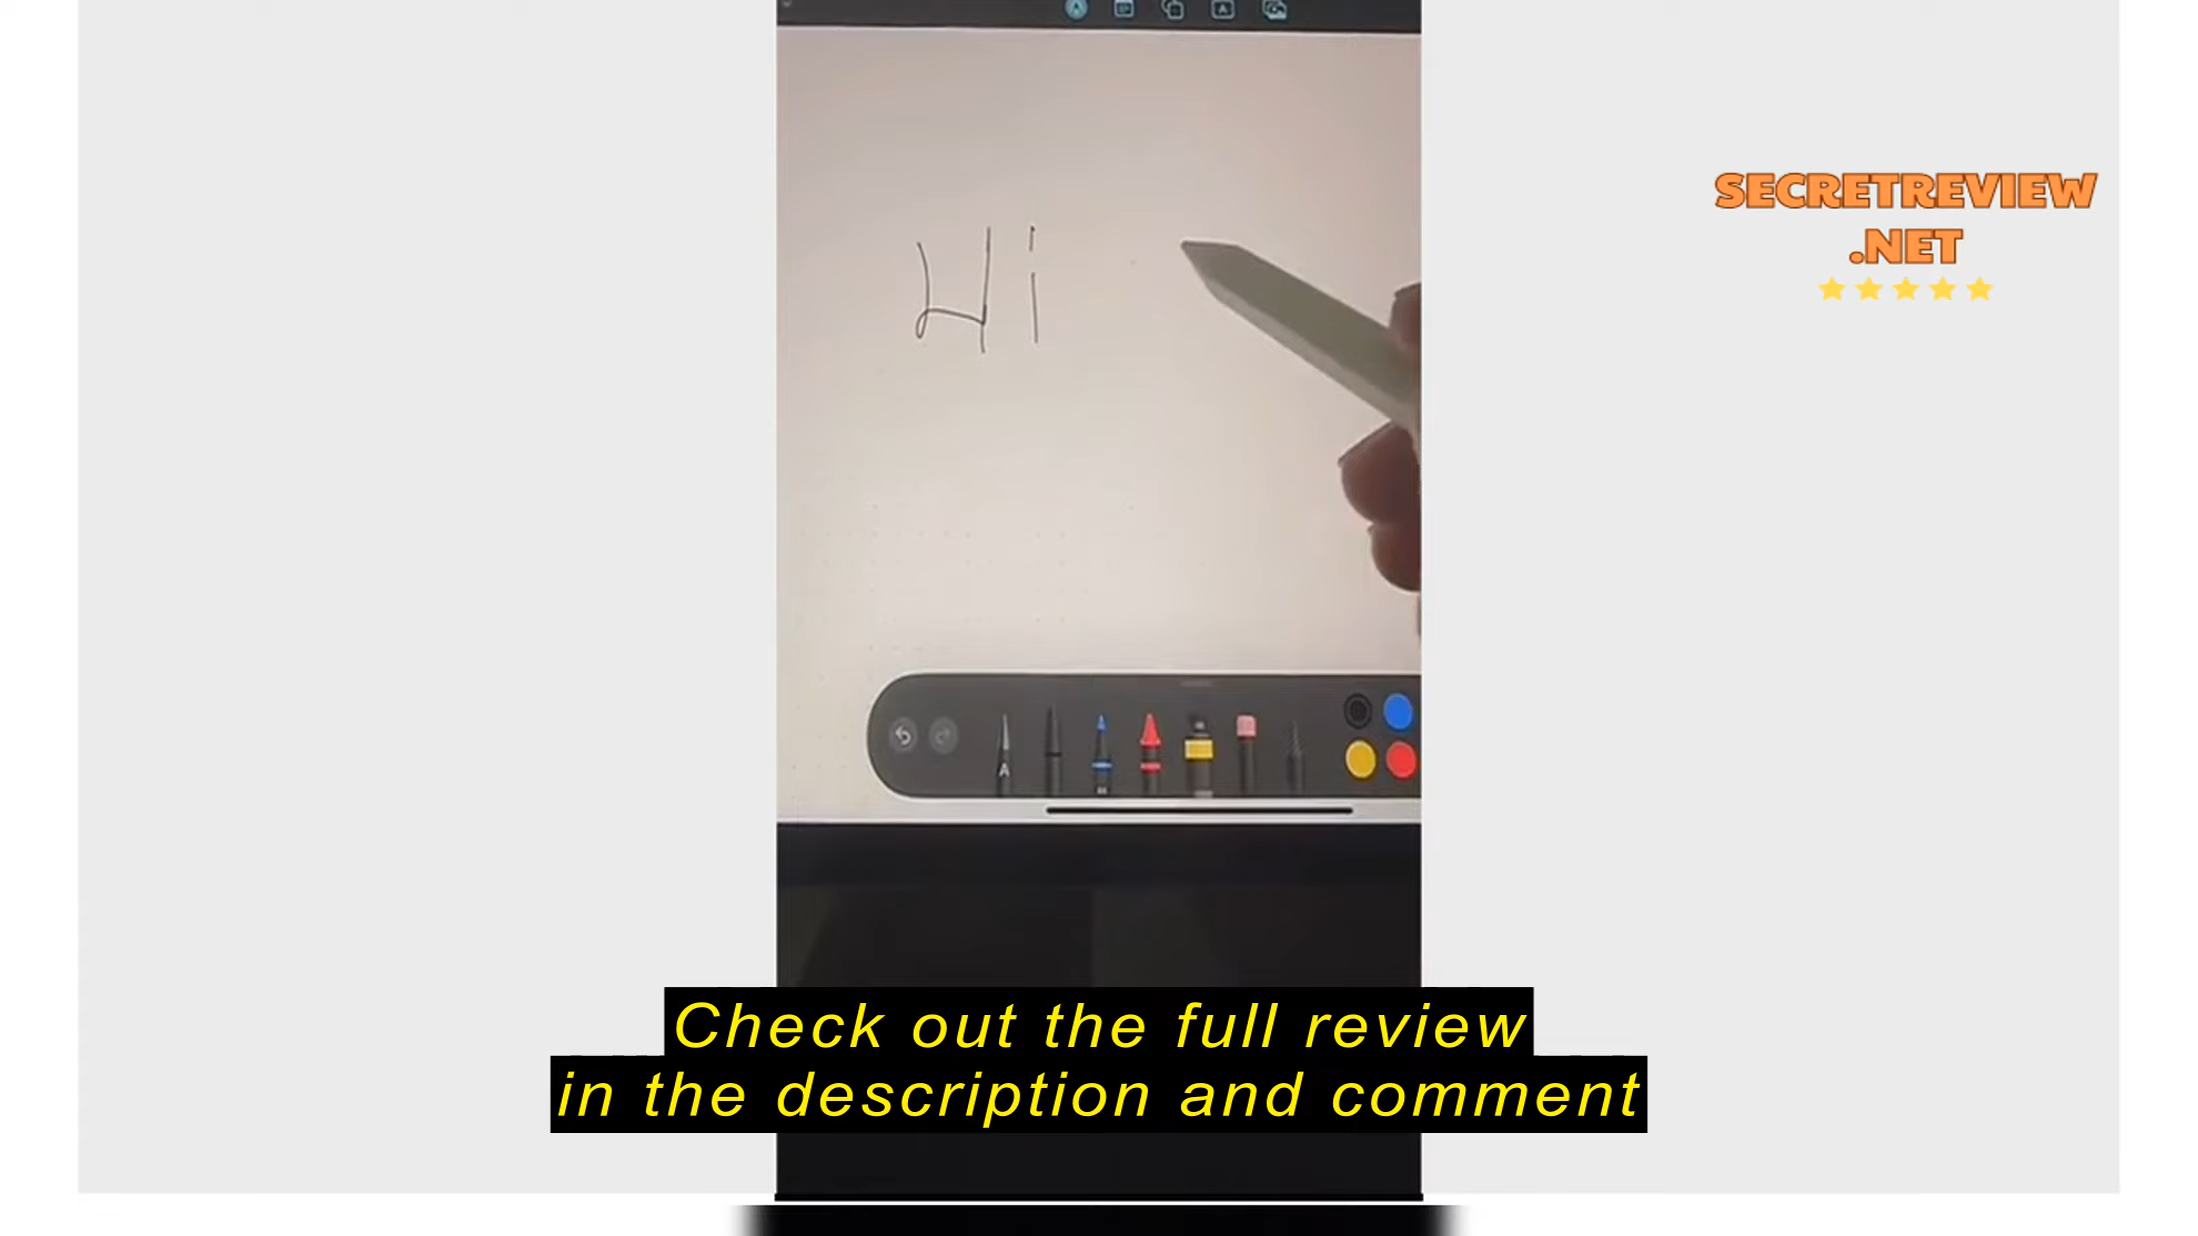 Hi
SECRETREVIEW
.NET
A
A
Check out the full review
in the description and comment